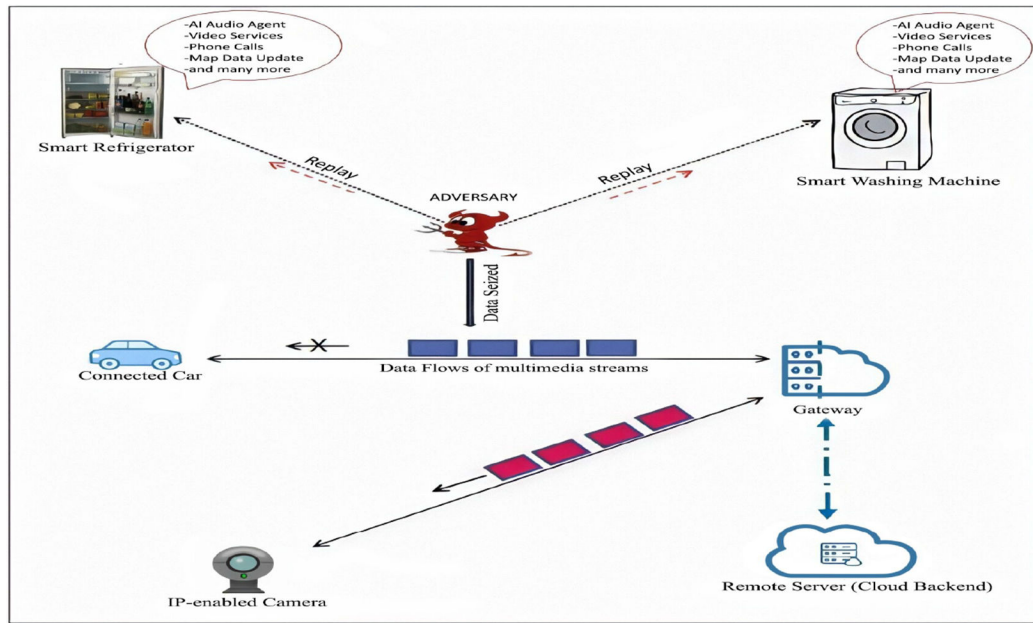 -AI Audio Agent
-Video Services
-Phone Calls
-Map Data Update
-and many more
-AI Audio Agent
-Video Services
-Phone Calls
-Map Data Update
-and many more
Smart Refrigerator
Smart Washing Machine
Replay
Replay
ADVERSARY
Data Seized
X
Connected Car
Data Flows of multimedia streams
Gateway
IP-enabled Camera
Remote Server (Cloud Backend)